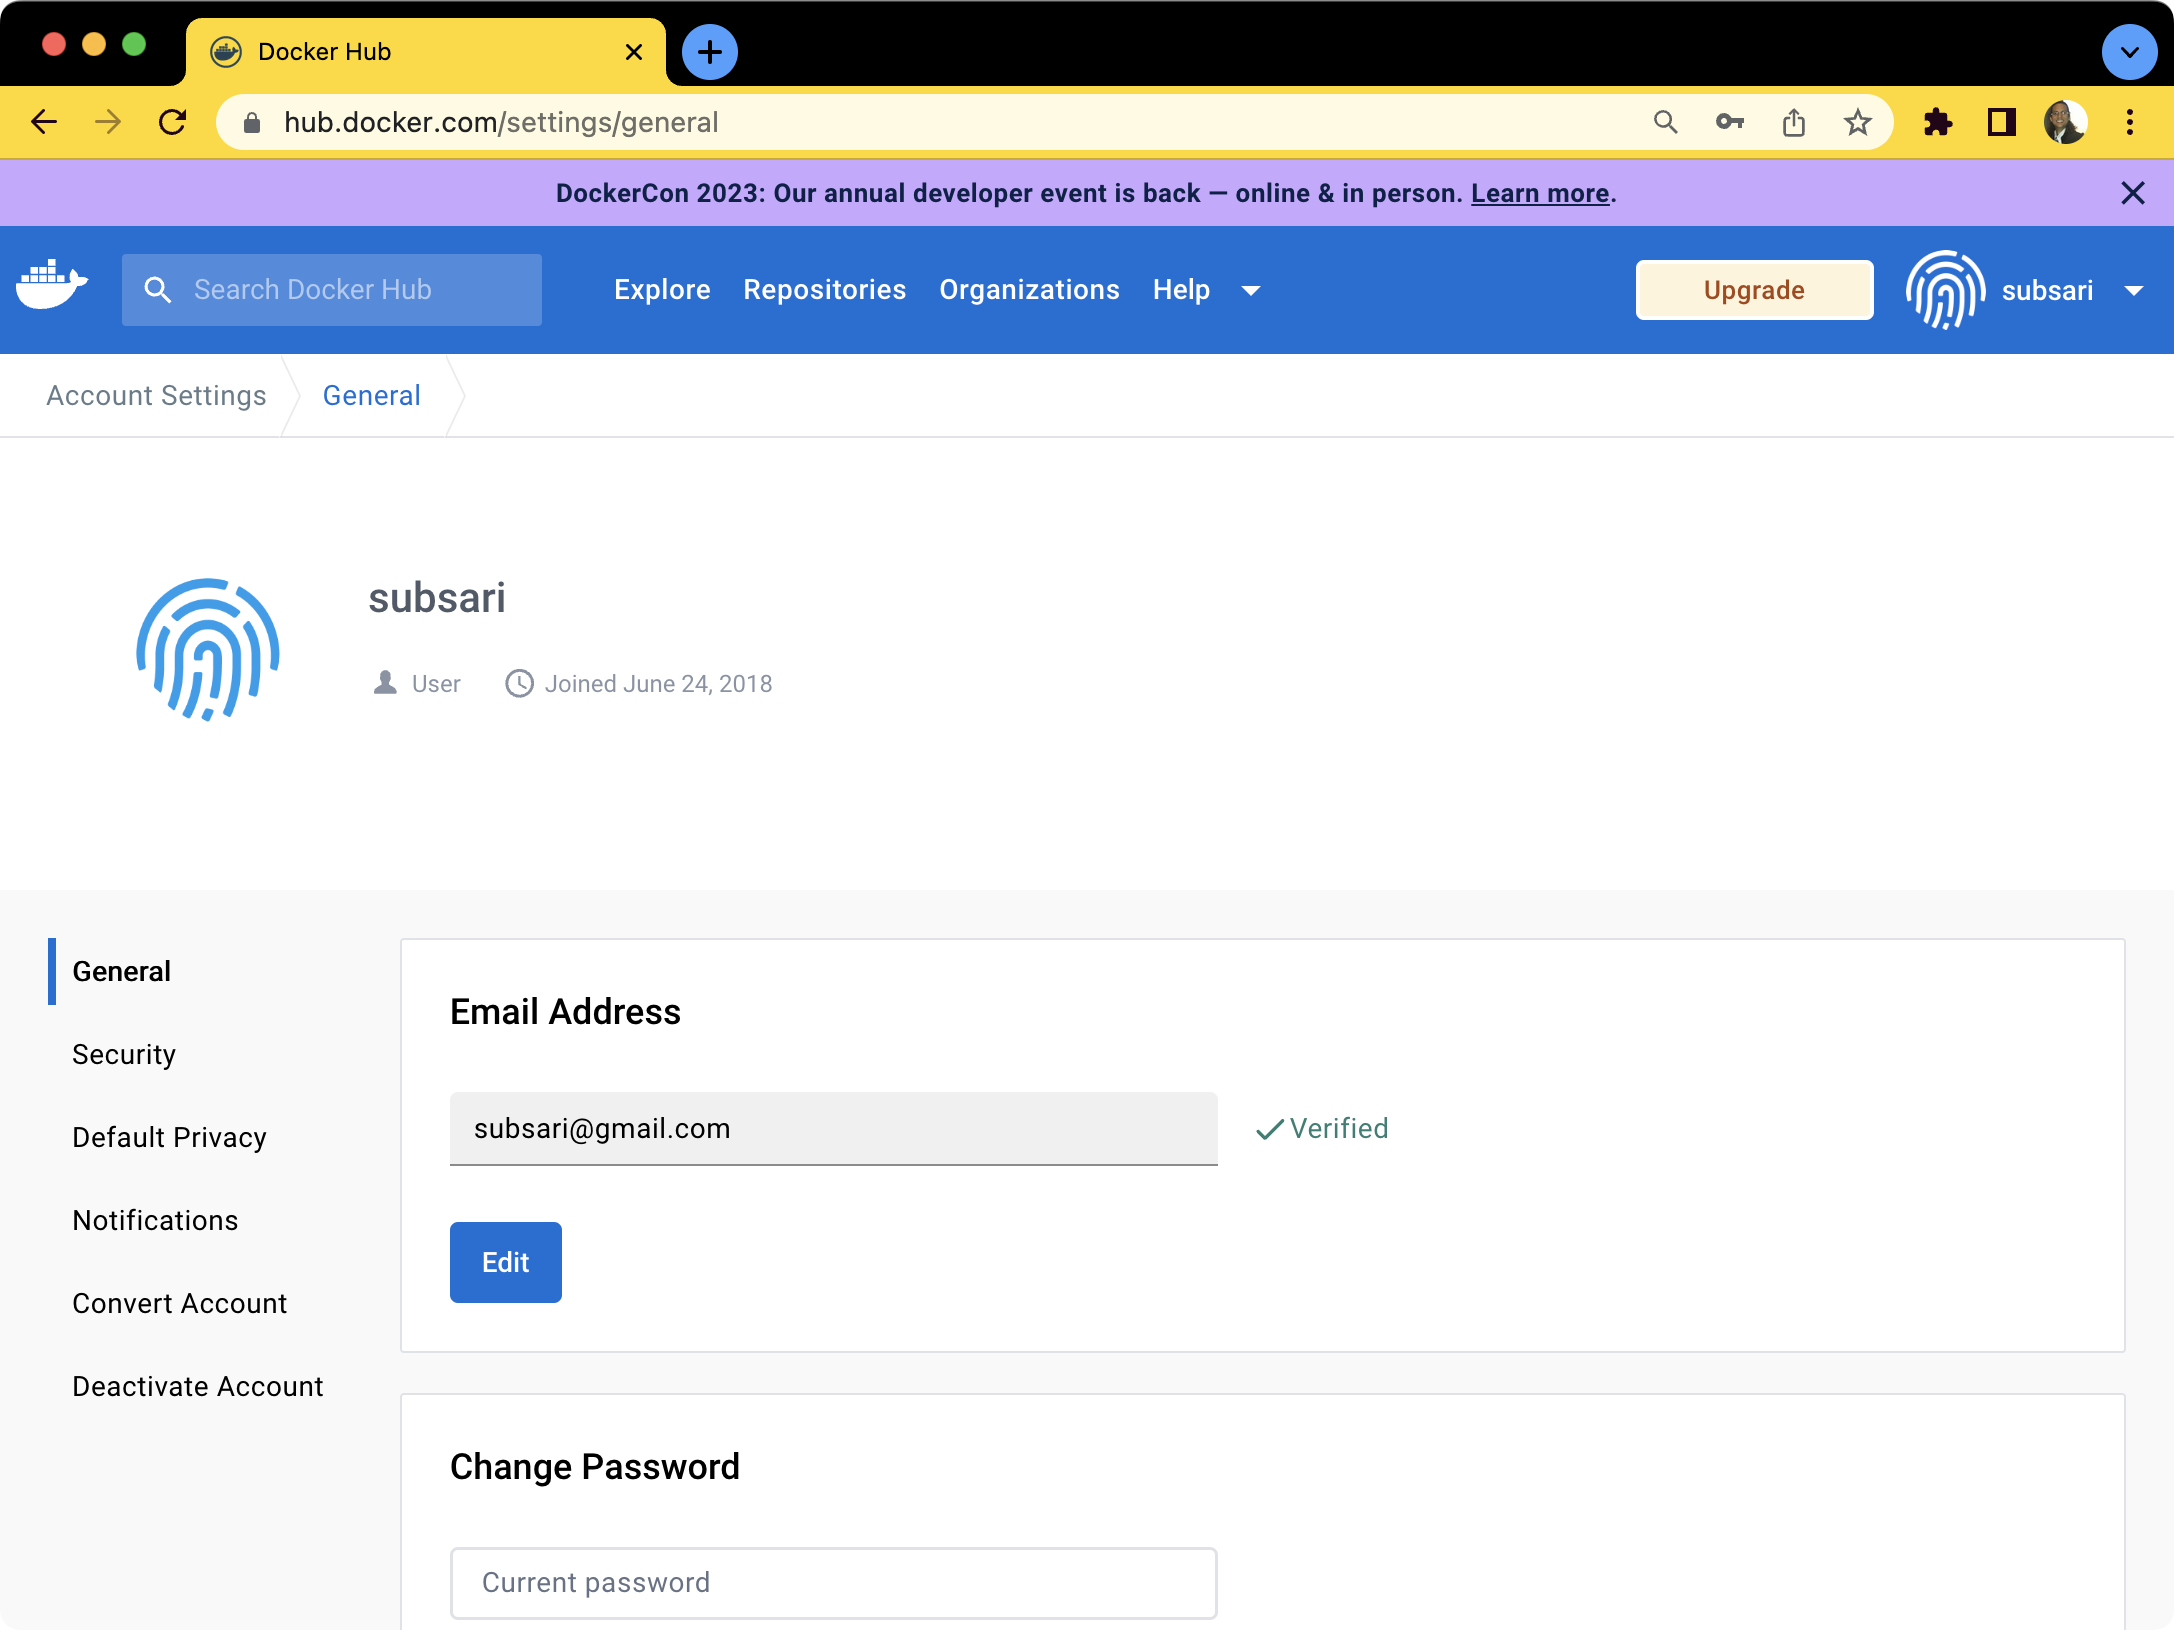 Docker Hub
hub.docker.com/settings/general
DockerCon 2023: Our annual developer event is back — online & in person. Learn more.
Search Docker Hub
Explore Repositories Organizations Help
Upgrade
subsari
Account Settings General
subsari
User Joined June 24, 2018
General
Security
Default Privacy
Notifications
Convert Account
Deactivate Account
Email Address
subsari@gmail.com
Verified
Edit
Change Password
Current password